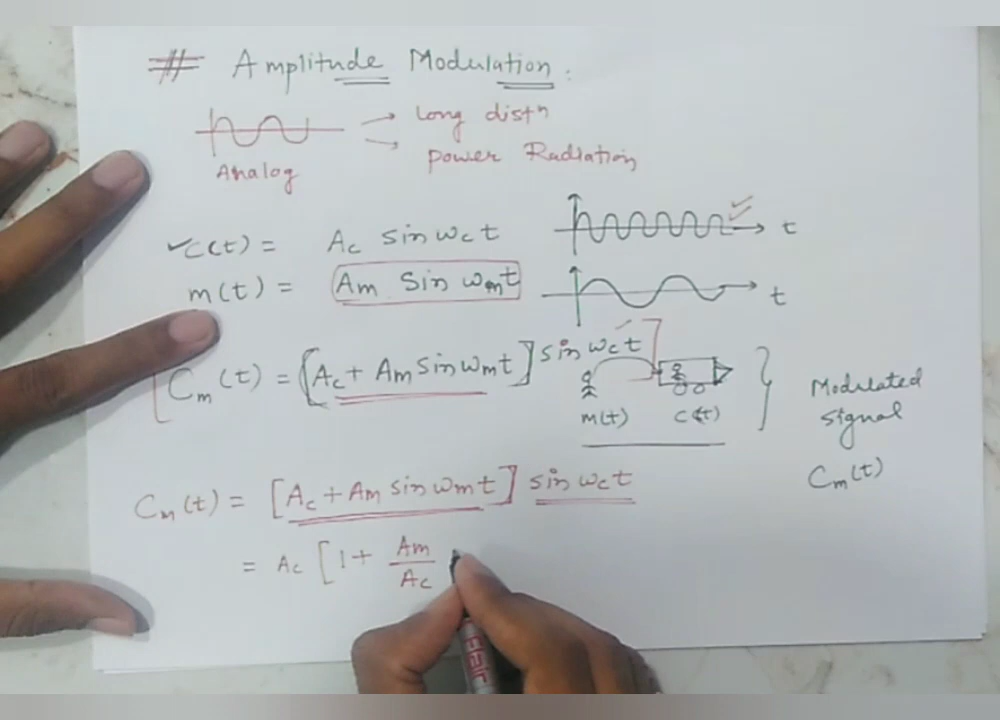 # Amplitude Modulation :
→ Long distⁿ
→ power Radiation
Analog
✓c(t) = Ac sin ωct
t
m(t) = Am Sin ωmt
t
Cm(t) = [Ac + Am sin ωmt] sin ωct
m(t) c(t)
Modulated
signal
Cm(t)
Cm(t) = [Ac + Am sin ωmt] sin ωct
= Ac [1 + Am/Ac
Flair